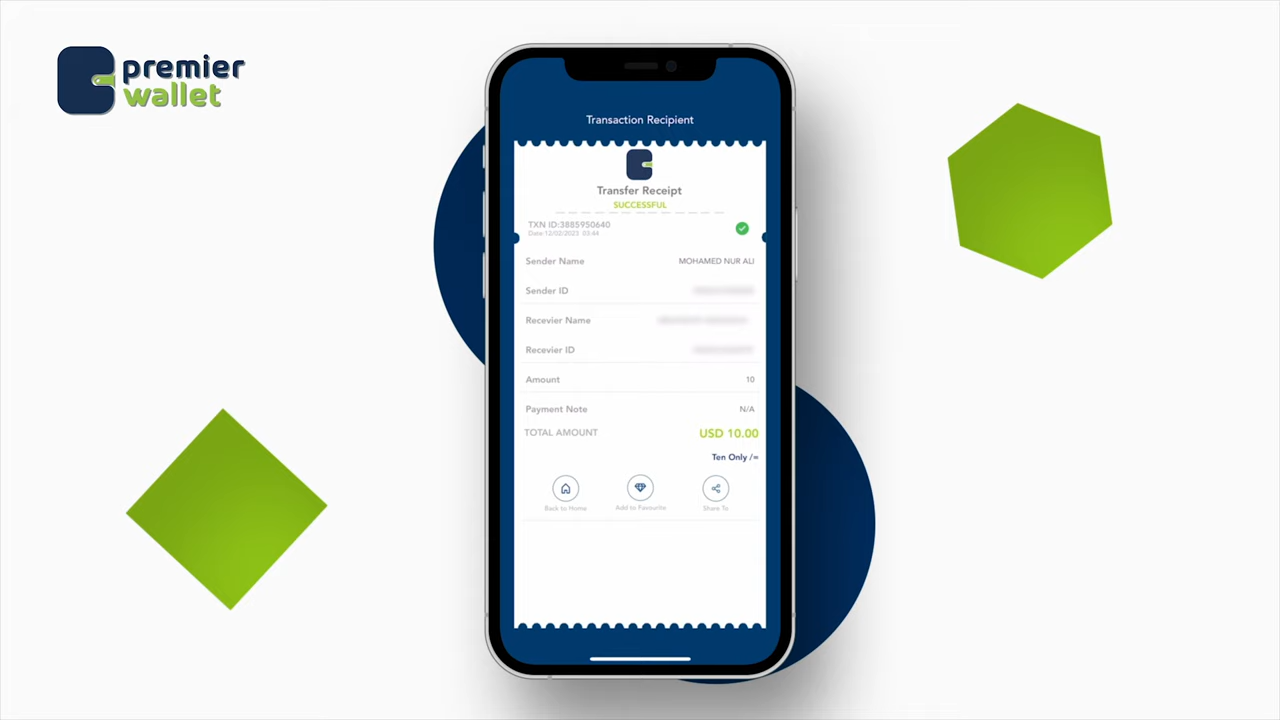 premier
wallet
Transaction Recipient
Transfer Receipt
SUCCESSFUL
TXN ID:3885950640
Date:12/02/2023 03:44
Sender Name MOHAMED NUR ALI
Sender ID
Recevier Name
Recevier ID
Amount 10
Payment Note N/A
TOTAL AMOUNT USD 10.00
Ten Only /=
Back to Home Add to Favourite Share To